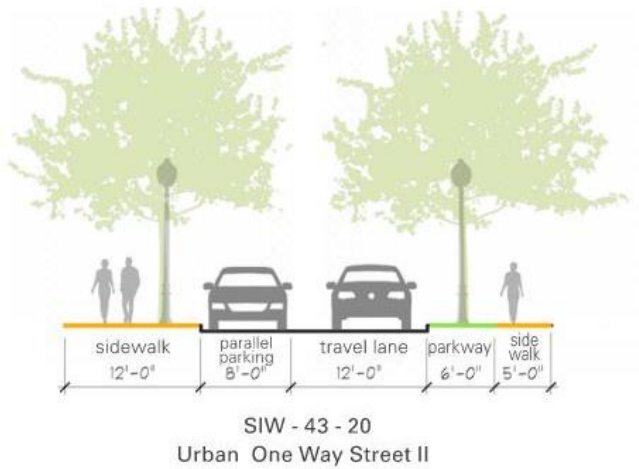 sidewalk
12'-0"
parallel
parking
8'-0"
travel lane
12'-0"
parkway
6'-0"
side
walk
5'-0"
SIW - 43 - 20
Urban One Way Street II